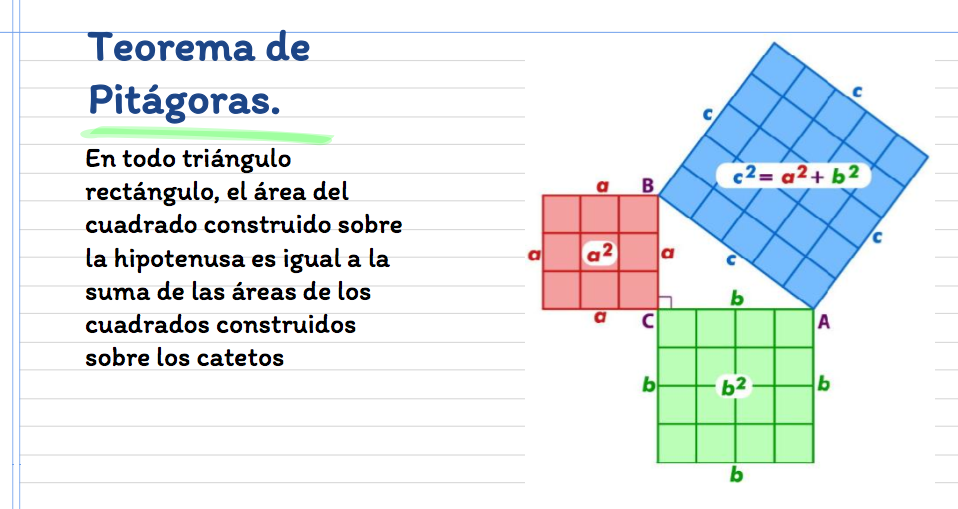 Teorema de
Pitágoras.
En todo triángulo
rectángulo, el área del
cuadrado construido sobre
la hipotenusa es igual a la
suma de las áreas de los
cuadrados construidos
sobre los catetos
c
c
c² = a² + b²
c
c
a
B
a
a²
a
a
C
b
A
b
b²
b
b